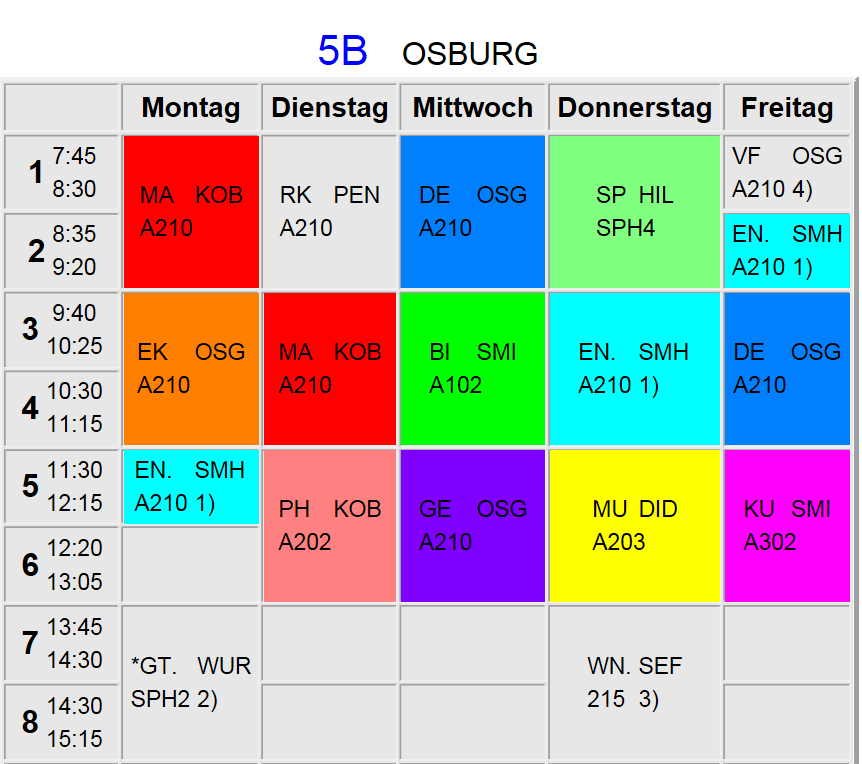 5B OSBURG
Montag Dienstag Mittwoch Donnerstag Freitag
1 7:45
8:30
MA KOB
A210
RK PEN
A210
DE OSG
A210
SP HIL
SPH4
VF OSG
A210 4)
2 8:35
9:20
EN. SMH
A210 1)
3 9:40
10:25
EK OSG
A210
MA KOB
A210
BI SMI
A102
EN. SMH
A210 1)
DE OSG
A210
4 10:30
11:15
5 11:30
12:15
EN. SMH
A210 1)
PH KOB
A202
GE OSG
A210
MU DID
A203
KU SMI
A302
6 12:20
13:05
7 13:45
14:30
*GT. WUR
SPH2 2)
WN. SEF
215 3)
8 14:30
15:15